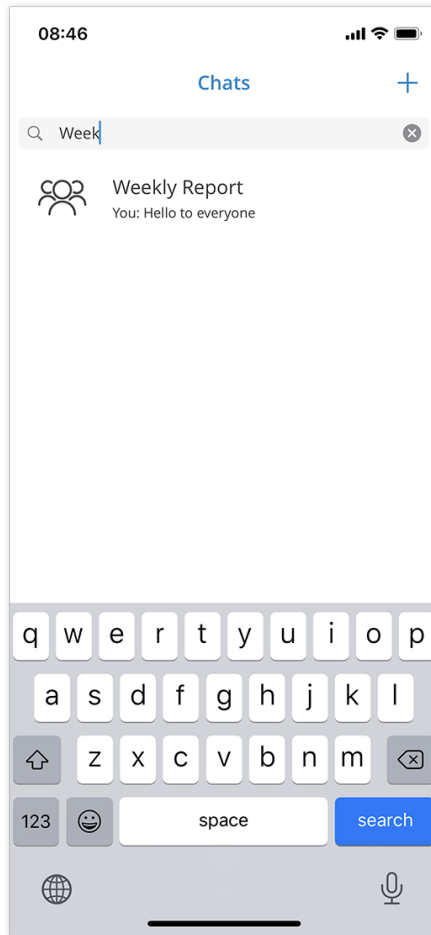 08:46
Chats
Week
Weekly Report
You: Hello to everyone
q w e r t y u i o p
a s d f g h j k l
z x c v b n m
123 space search